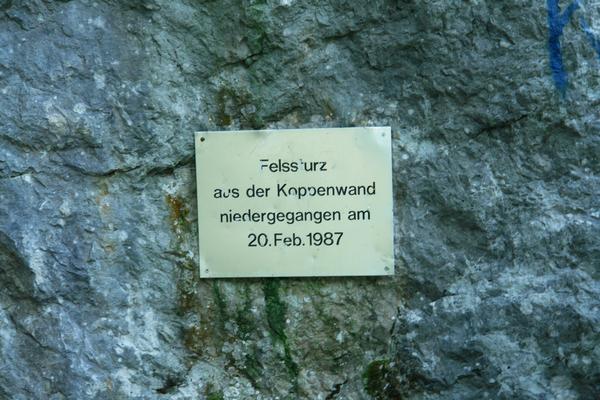 Felssturz
aus der Koppenwand
niedergegangen am
20.Feb.1987